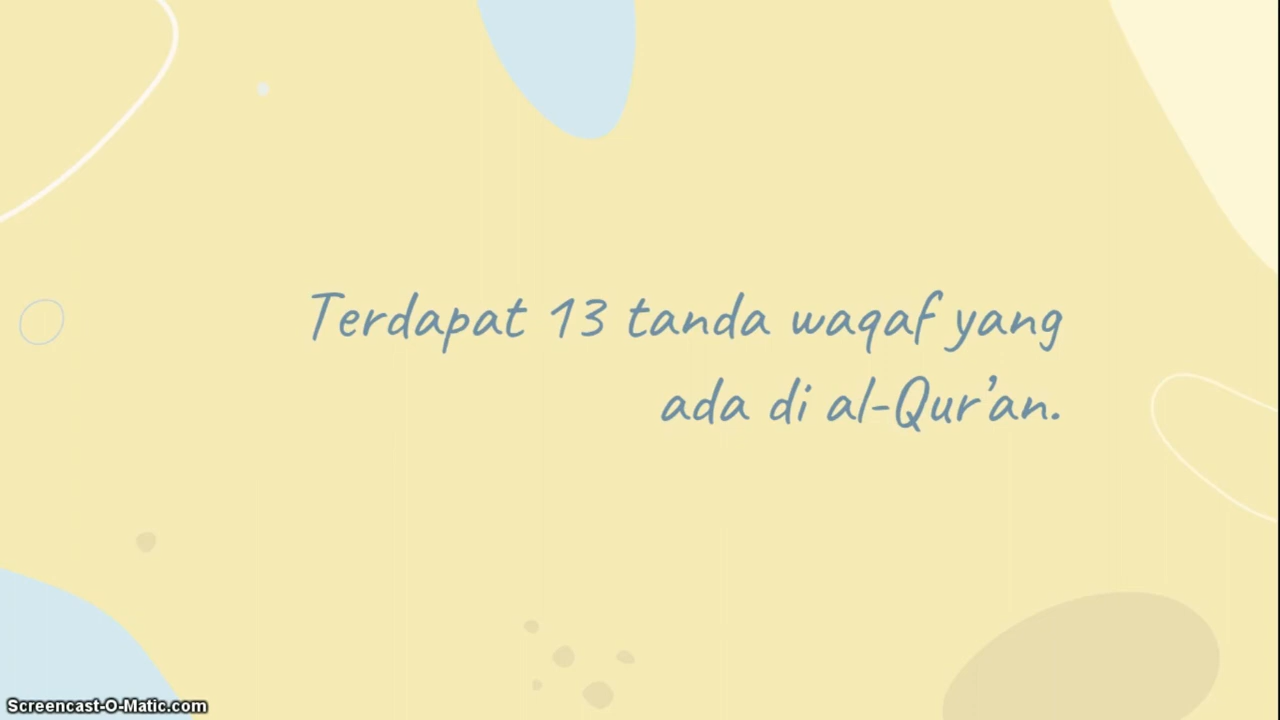 Terdapat 13 tanda waqaf yang
ada di al-Qur'an.
Screencast-O-Matic.com